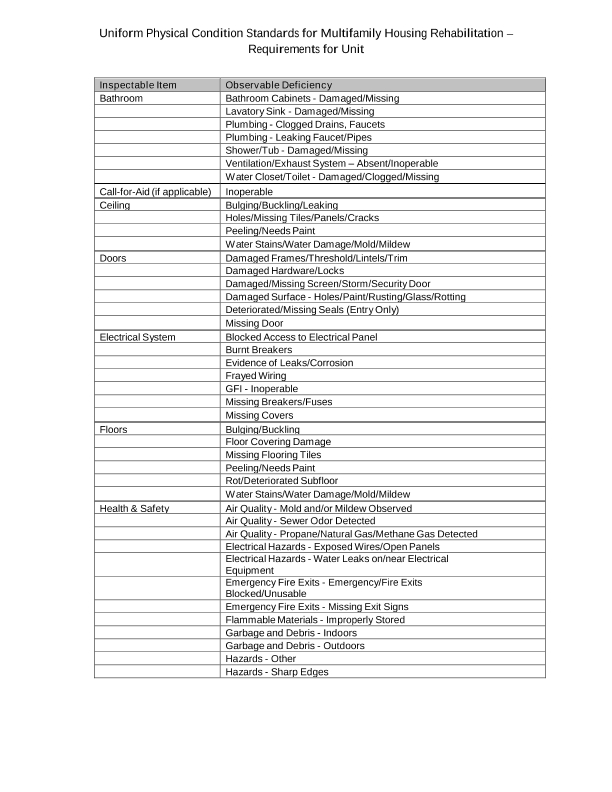 Uniform Physical Condition Standards for Multifamily Housing Rehabilitation –
Requirements for Unit
Inspectable Item Observable Deficiency
Bathroom Bathroom Cabinets - Damaged/Missing
Lavatory Sink - Damaged/Missing
Plumbing - Clogged Drains, Faucets
Plumbing - Leaking Faucet/Pipes
Shower/Tub - Damaged/Missing
Ventilation/Exhaust System – Absent/Inoperable
Water Closet/Toilet - Damaged/Clogged/Missing
Call-for-Aid (if applicable) Inoperable
Ceiling Bulging/Buckling/Leaking
Holes/Missing Tiles/Panels/Cracks
Peeling/Needs Paint
Water Stains/Water Damage/Mold/Mildew
Doors Damaged Frames/Threshold/Lintels/Trim
Damaged Hardware/Locks
Damaged/Missing Screen/Storm/Security Door
Damaged Surface - Holes/Paint/Rusting/Glass/Rotting
Deteriorated/Missing Seals (Entry Only)
Missing Door
Electrical System Blocked Access to Electrical Panel
Burnt Breakers
Evidence of Leaks/Corrosion
Frayed Wiring
GFI - Inoperable
Missing Breakers/Fuses
Missing Covers
Floors Bulging/Buckling
Floor Covering Damage
Missing Flooring Tiles
Peeling/Needs Paint
Rot/Deteriorated Subfloor
Water Stains/Water Damage/Mold/Mildew
Health & Safety Air Quality - Mold and/or Mildew Observed
Air Quality - Sewer Odor Detected
Air Quality - Propane/Natural Gas/Methane Gas Detected
Electrical Hazards - Exposed Wires/Open Panels
Electrical Hazards - Water Leaks on/near Electrical
Equipment
Emergency Fire Exits - Emergency/Fire Exits
Blocked/Unusable
Emergency Fire Exits - Missing Exit Signs
Flammable Materials - Improperly Stored
Garbage and Debris - Indoors
Garbage and Debris - Outdoors
Hazards - Other
Hazards - Sharp Edges